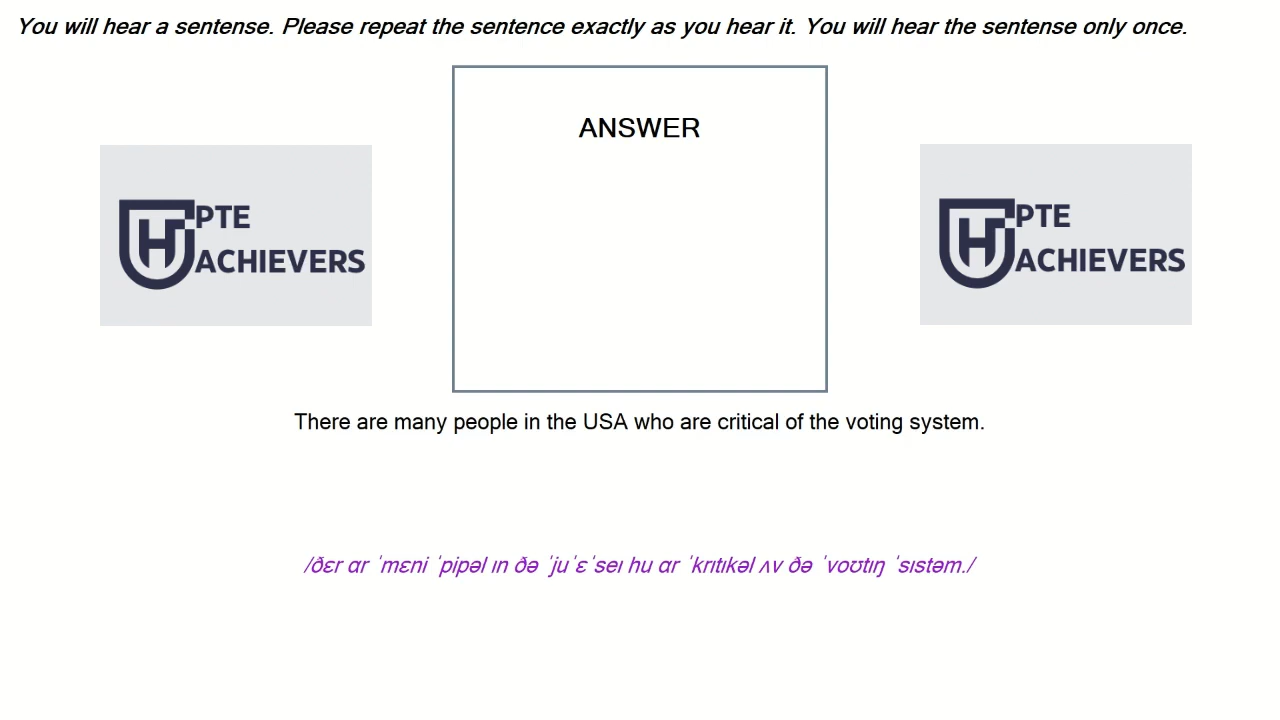 You will hear a sentense. Please repeat the sentence exactly as you hear it. You will hear the sentense only once.
ANSWER
PTE
ACHIEVERS
PTE
ACHIEVERS
There are many people in the USA who are critical of the voting system.
/ðɛr ɑr ˈmɛni ˈpipəl ɪn ðə ˈjuˈɛˈseɪ hu ɑr ˈkrɪtɪkəl ʌv ðə ˈvoʊtɪŋ ˈsɪstəm./